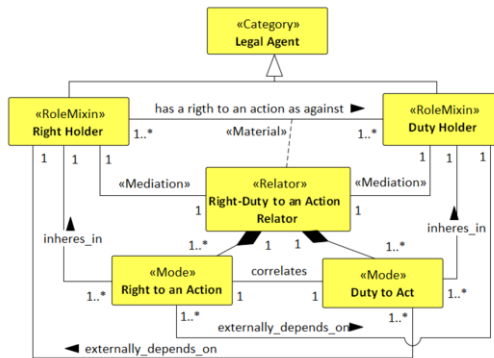 «Category»
Legal Agent
«RoleMixin»
Right Holder
has a rigth to an action as against
1..*
1..*
«Material»
«RoleMixin»
Duty Holder
1
1
1
1
1
1
«Mediation»
«Relator»
Right-Duty to an Action
Relator
«Mediation»
1
1
inheres_in
inheres_in
1..*
1
1
1..*
«Mode»
Right to an Action
correlates
1
1
«Mode»
Duty to Act
1..*
1..*
1..*
1..*
externally_depends_on
externally_depends_on